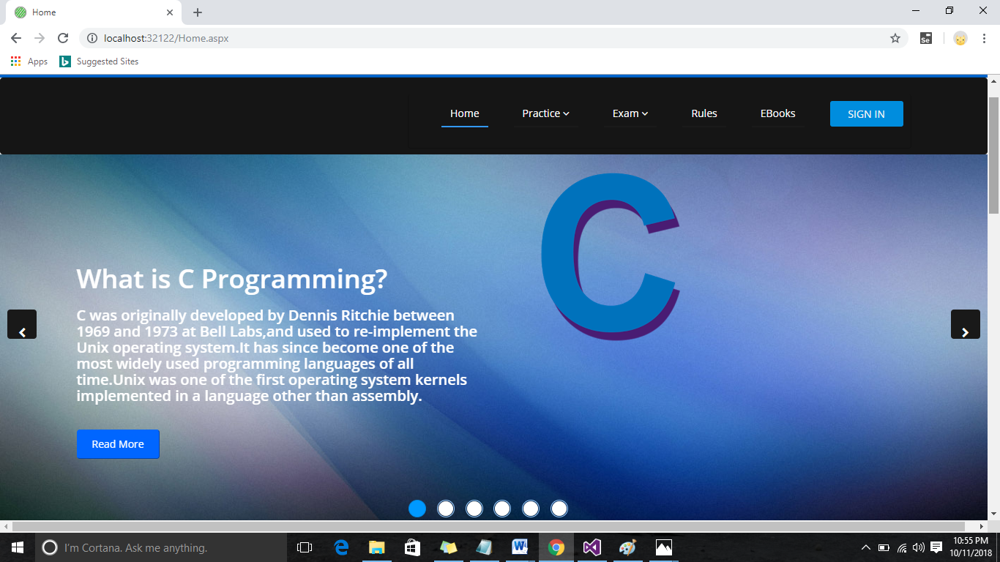 Home
localhost:32122/Home.aspx
Se
Apps
Suggested Sites
Home
Practice
Exam
Rules
EBooks
SIGN IN
C
What is C Programming?
C was originally developed by Dennis Ritchie between
1969 and 1973 at Bell Labs,and used to re-implement the
Unix operating system.It has since become one of the
most widely used programming languages of all
time.Unix was one of the first operating system kernels
implemented in a language other than assembly.
Read More
I'm Cortana. Ask me anything.
10:55 PM
10/11/2018